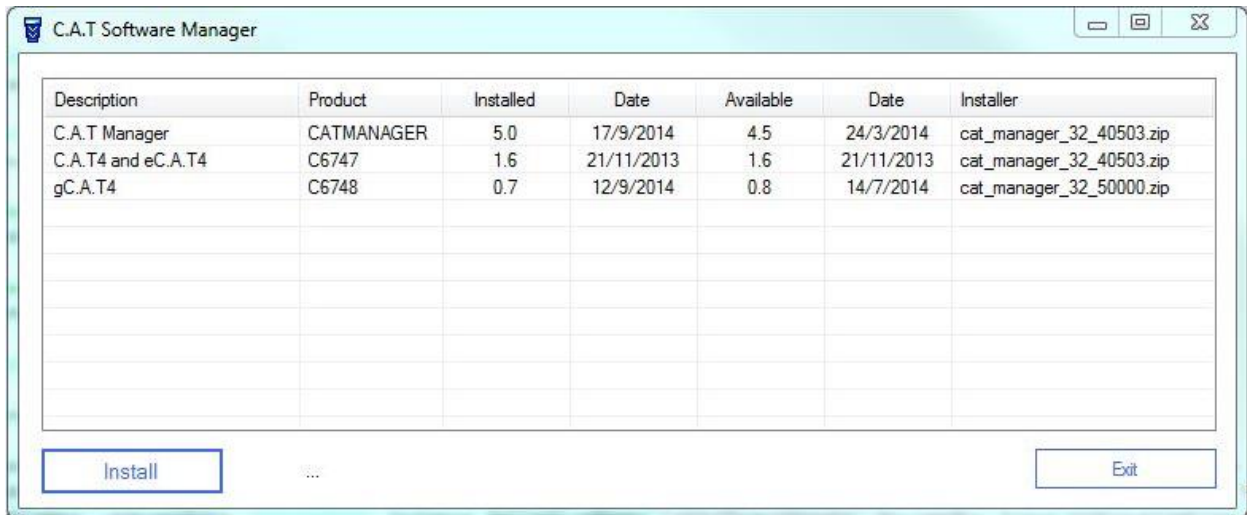 C.A.T Software Manager
Description Product Installed Date Available Date Installer
C.A.T Manager CATMANAGER 5.0 17/9/2014 4.5 24/3/2014 cat_manager_32_40503.zip
C.A.T4 and eC.A.T4 C6747 1.6 21/11/2013 1.6 21/11/2013 cat_manager_32_40503.zip
gC.A.T4 C6748 0.7 12/9/2014 0.8 14/7/2014 cat_manager_32_50000.zip
Install ... Exit